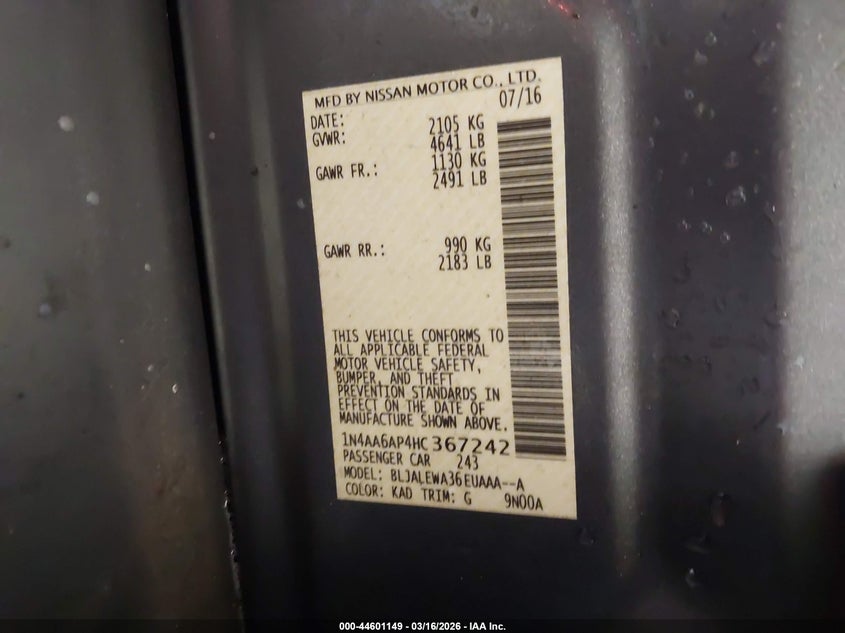 MFD BY NISSAN MOTOR CO., LTD.
DATE: 07/16
GVWR: 2105 KG
4641 LB
GAWR FR.: 1130 KG
2491 LB
GAWR RR.: 990 KG
2183 LB
THIS VEHICLE CONFORMS TO
ALL APPLICABLE FEDERAL
MOTOR VEHICLE SAFETY,
BUMPER, AND THEFT
PREVENTION STANDARDS IN
EFFECT ON THE DATE OF
MANUFACTURE SHOWN ABOVE.
1N4AA6AP4HC367242
PASSENGER CAR 243
MODEL: BLJALEWA36EUAAA--A
COLOR: KAD TRIM: G 9N00A
000-44601149 - 03/16/2026 - IAA Inc.